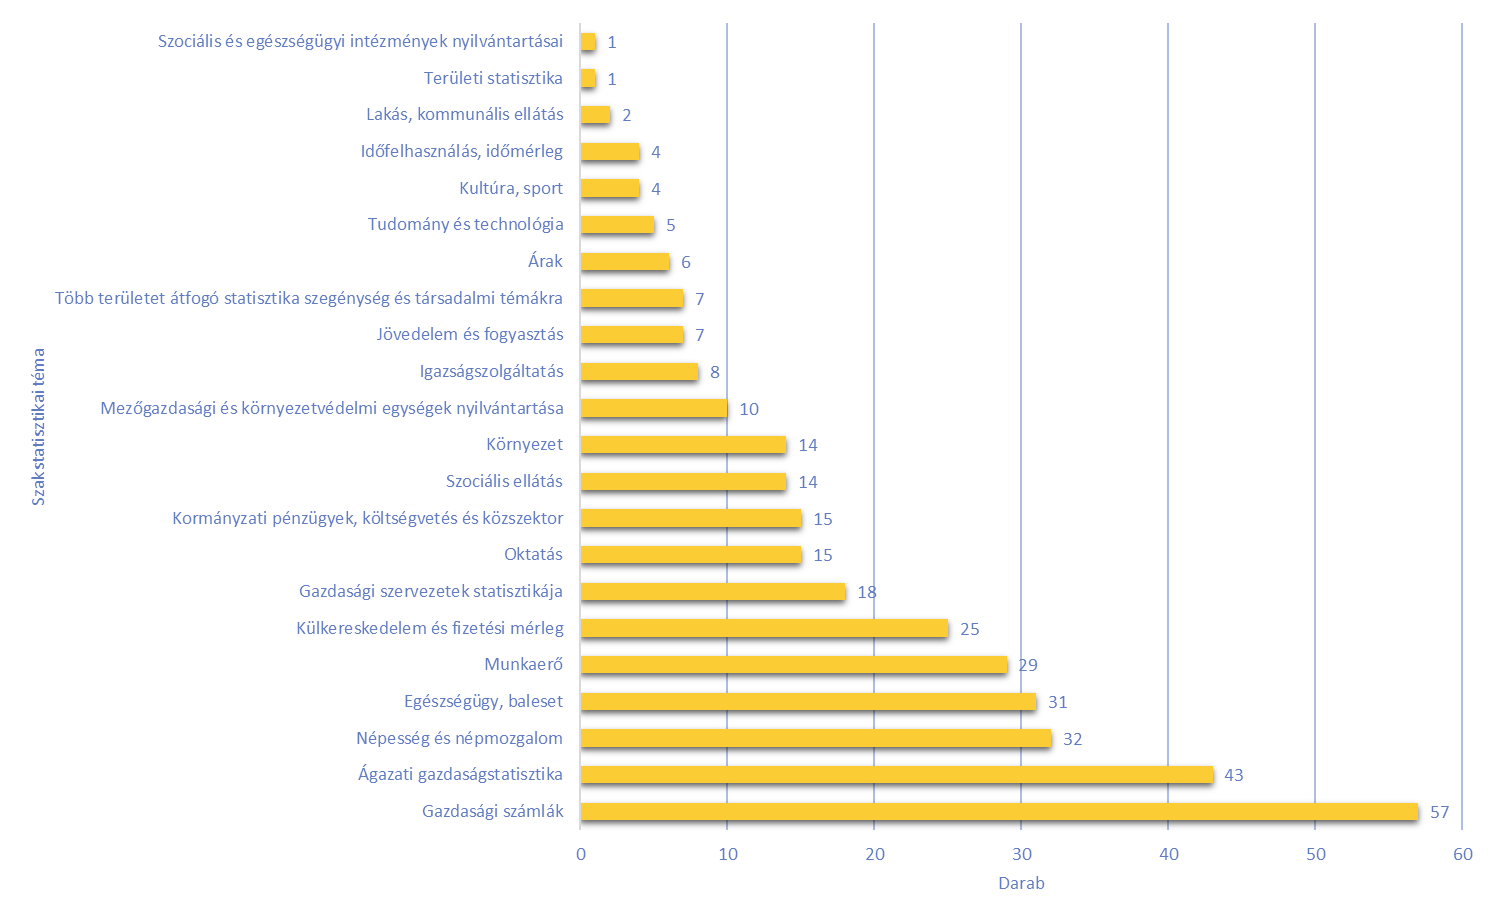 Szociális és egészségügyi intézmények nyilvántartásai 1
Területi statisztika 1
Lakás, kommunális ellátás 2
Időfelhasználás, időmérleg 4
Kultúra, sport 4
Tudomány és technológia 5
Árak 6
Több területet átfogó statisztika szegénység és társadalmi témákra 7
Jövedelem és fogyasztás 7
Igazságszolgáltatás 8
Mezőgazdasági és környezetvédelmi egységek nyilvántartása 10
Környezet 14
Szociális ellátás 14
Kormányzati pénzügyek, költségvetés és közszektor 15
Oktatás 15
Gazdasági szervezetek statisztikája 18
Külkereskedelem és fizetési mérleg 25
Munkaerő 29
Egészségügy, baleset 31
Népesség és népmozgalom 32
Ágazati gazdaságstatisztika 43
Gazdasági számlák 57
Szakstatisztikai téma
0 10 20 30 40 50 60
Darab